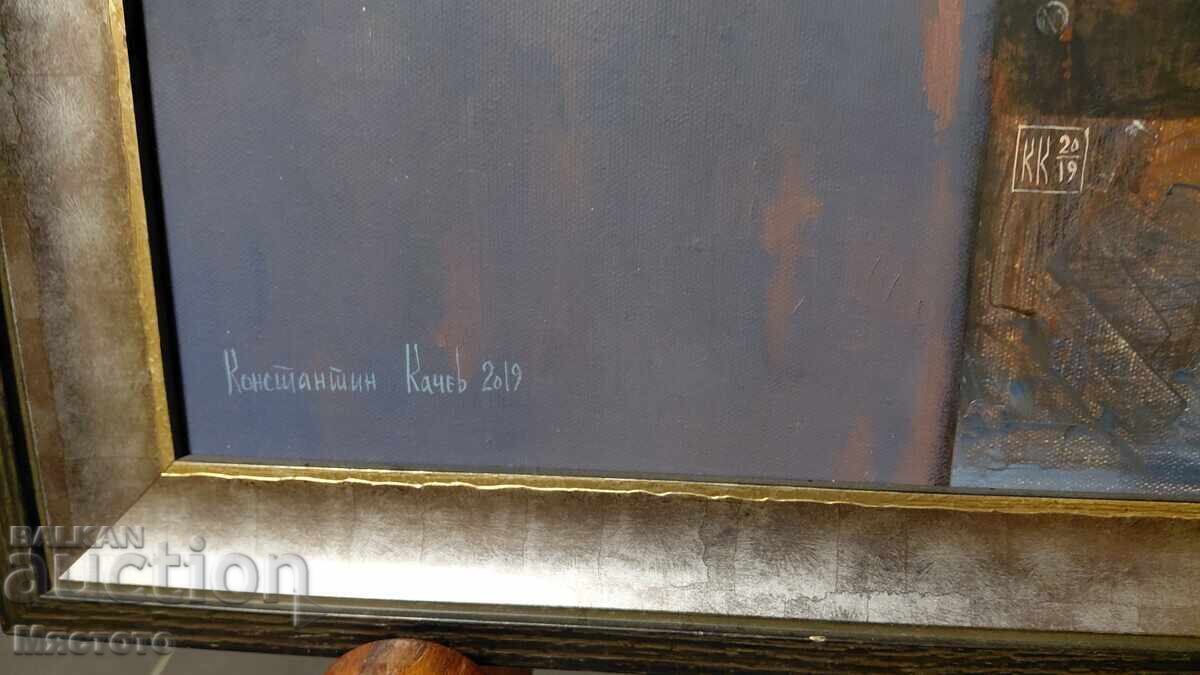 КК 20
19
Константин Качев 2019
BALKAN
auction
Мястото